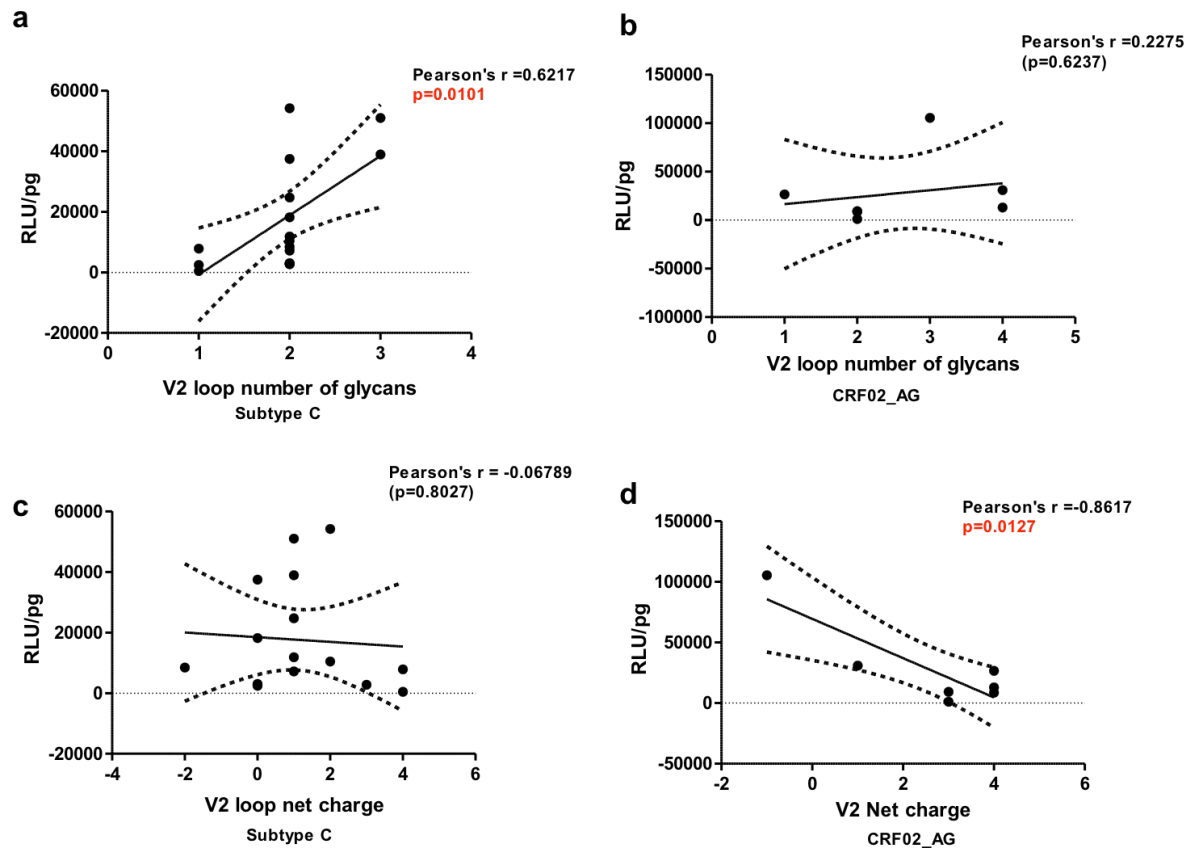 a
Pearson's r =0.6217
p=0.0101
60000
40000
20000
0
-20000
RLU/pg
0 1 2 3 4
V2 loop number of glycans
Subtype C
b
Pearson's r =0.2275
(p=0.6237)
150000
100000
50000
0
-50000
-100000
RLU/pg
0 1 2 3 4 5
V2 loop number of glycans
CRF02_AG
c
Pearson's r = -0.06789
(p=0.8027)
60000
40000
20000
0
-20000
RLU/pg
-4 -2 0 2 4 6
V2 loop net charge
Subtype C
d
Pearson's r =-0.8617
p=0.0127
150000
100000
50000
0
-50000
RLU/pg
-2 0 2 4 6
V2 Net charge
CRF02_AG